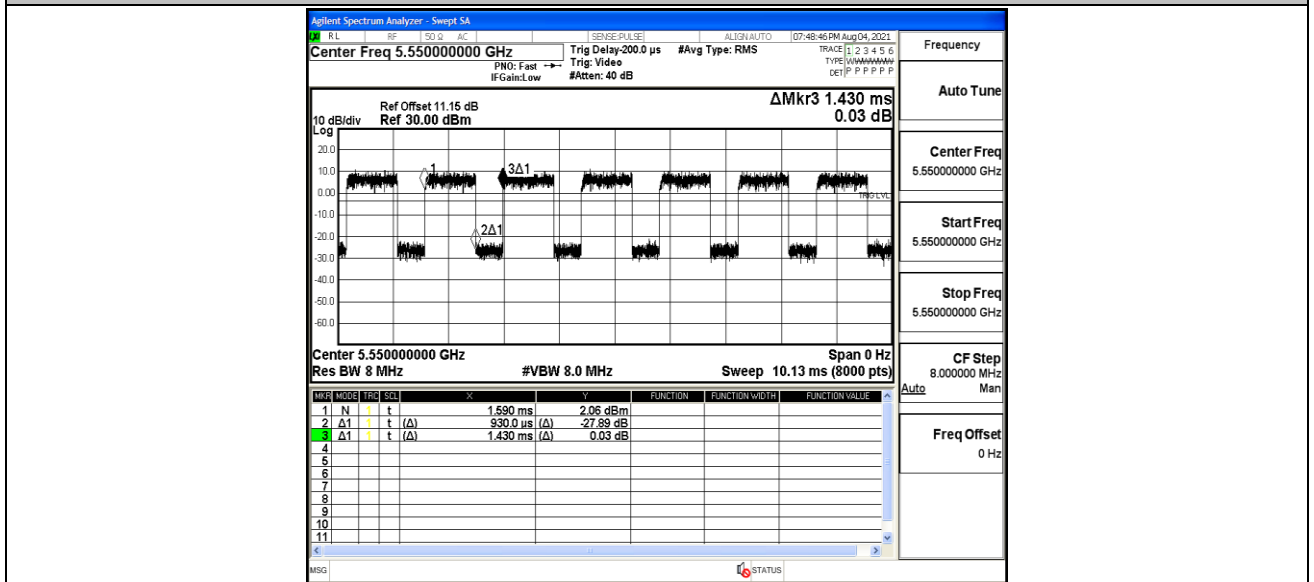 Agilent Spectrum Analyzer - Swept SA
LXI RL RF 50 Ω AC SENSE:PULSE ALIGN AUTO 07:48:46 PM Aug 04, 2021
Center Freq 5.550000000 GHz
PNO: Fast
IFGain:Low
Trig Delay-200.0 µs
Trig: Video
#Atten: 40 dB
#Avg Type: RMS
TRACE 1 2 3 4 5 6
TYPE
DET P P P P P P
Ref Offset 11.15 dB
10 dB/div Ref 30.00 dBm
Log
ΔMkr3 1.430 ms
0.03 dB
20.0
10.0
0.00
-10.0
-20.0
-30.0
-40.0
-50.0
-60.0
1
3Δ1
2Δ1
TRIG LVL
Center 5.550000000 GHz Span 0 Hz
Res BW 8 MHz #VBW 8.0 MHz Sweep 10.13 ms (8000 pts)
MKR MODE TRC SCL X Y FUNCTION FUNCTION WIDTH FUNCTION VALUE
1 N 1 t 1.590 ms 2.06 dBm
2 Δ1 1 t (Δ) 930.0 µs (Δ) -27.89 dB
3 Δ1 1 t (Δ) 1.430 ms (Δ) 0.03 dB
4
5
6
7
8
9
10
11
MSG STATUS
Frequency
Auto Tune
Center Freq
5.550000000 GHz
Start Freq
5.550000000 GHz
Stop Freq
5.550000000 GHz
CF Step
8.000000 MHz
Auto Man
Freq Offset
0 Hz